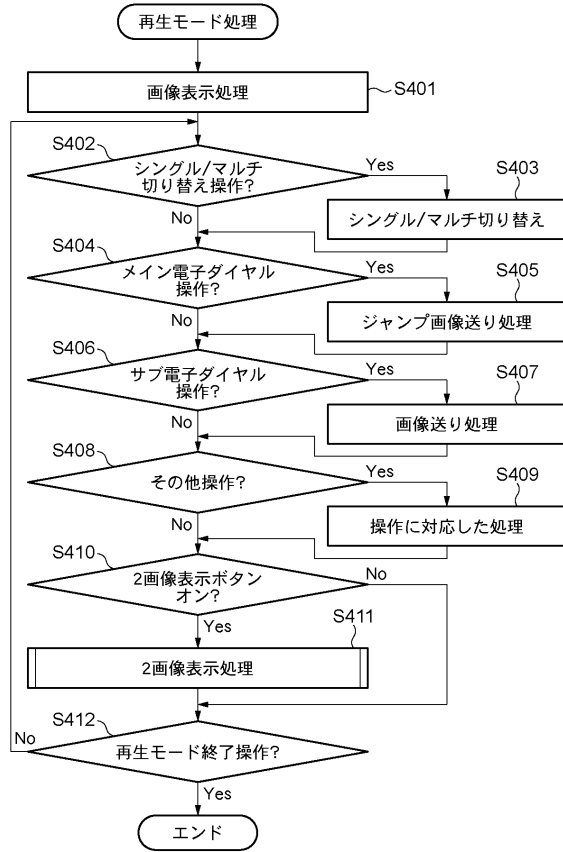 再生モード処理
画像表示処理
S401
S402
シングル/マルチ
切り替え操作?
Yes
S403
シングル/マルチ切り替え
No
S404
メイン電子ダイヤル
操作?
Yes
S405
ジャンプ画像送り処理
No
S406
サブ電子ダイヤル
操作?
Yes
S407
画像送り処理
No
S408
その他操作?
Yes
S409
操作に対応した処理
No
S410
2画像表示ボタン
オン?
No
Yes
S411
2画像表示処理
S412
再生モード終了操作?
No
Yes
エンド